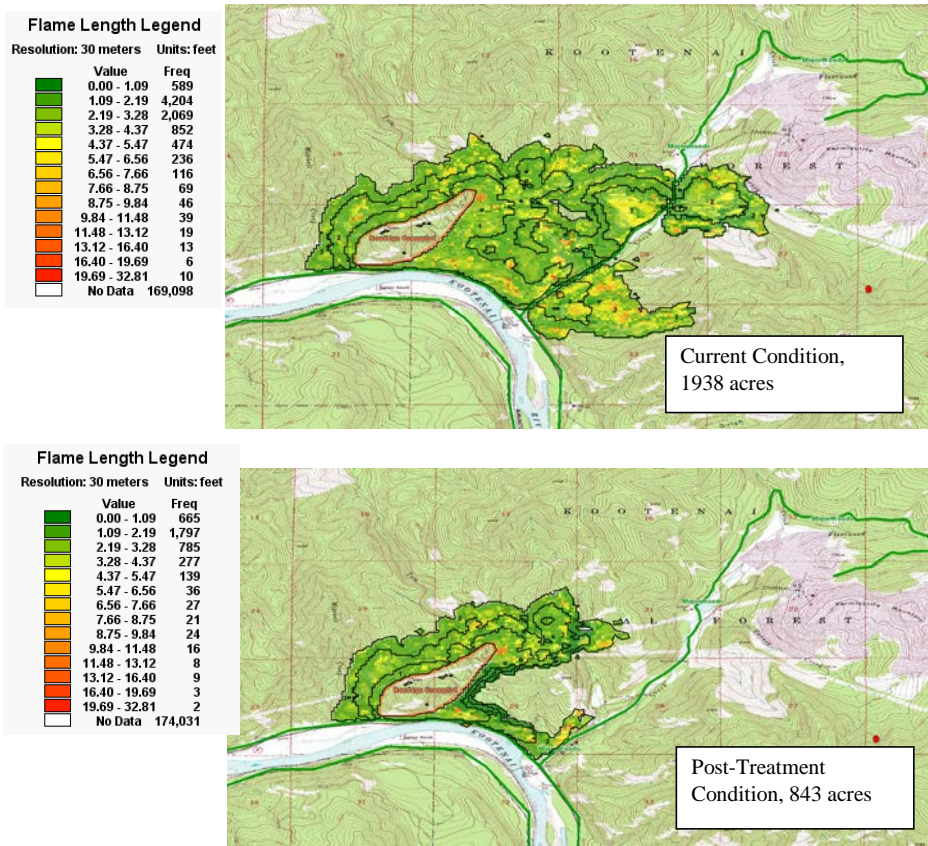 Flame Length Legend
Resolution: 30 meters Units: feet
Value Freq
0.00 - 1.09 589
1.09 - 2.19 4,204
2.19 - 3.28 2,069
3.28 - 4.37 852
4.37 - 5.47 474
5.47 - 6.56 236
6.56 - 7.66 116
7.66 - 8.75 69
8.75 - 9.84 46
9.84 - 11.48 39
11.48 - 13.12 19
13.12 - 16.40 13
16.40 - 19.69 6
19.69 - 32.81 10
No Data 169,098
KOOTENAI
FOREST
KOOTENAI
Current Condition,
1938 acres
Flame Length Legend
Resolution: 30 meters Units: feet
Value Freq
0.00 - 1.09 665
1.09 - 2.19 1,797
2.19 - 3.28 785
3.28 - 4.37 277
4.37 - 5.47 139
5.47 - 6.56 36
6.56 - 7.66 27
7.66 - 8.75 21
8.75 - 9.84 24
9.84 - 11.48 16
11.48 - 13.12 8
13.12 - 16.40 9
16.40 - 19.69 3
19.69 - 32.81 2
No Data 174,031
KOOTENAI
FOREST
KOOTENAI
Post-Treatment
Condition, 843 acres